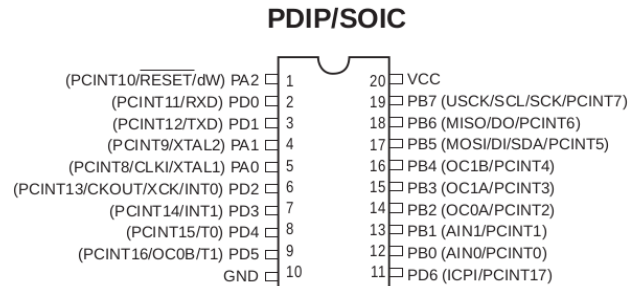 PDIP/SOIC
(PCINT10/RESET/dW) PA2 1 20 VCC
(PCINT11/RXD) PD0 2 19 PB7 (USCK/SCL/SCK/PCINT7)
(PCINT12/TXD) PD1 3 18 PB6 (MISO/DO/PCINT6)
(PCINT9/XTAL2) PA1 4 17 PB5 (MOSI/DI/SDA/PCINT5)
(PCINT8/CLKI/XTAL1) PA0 5 16 PB4 (OC1B/PCINT4)
(PCINT13/CKOUT/XCK/INT0) PD2 6 15 PB3 (OC1A/PCINT3)
(PCINT14/INT1) PD3 7 14 PB2 (OC0A/PCINT2)
(PCINT15/T0) PD4 8 13 PB1 (AIN1/PCINT1)
(PCINT16/OC0B/T1) PD5 9 12 PB0 (AIN0/PCINT0)
GND 10 11 PD6 (ICPI/PCINT17)